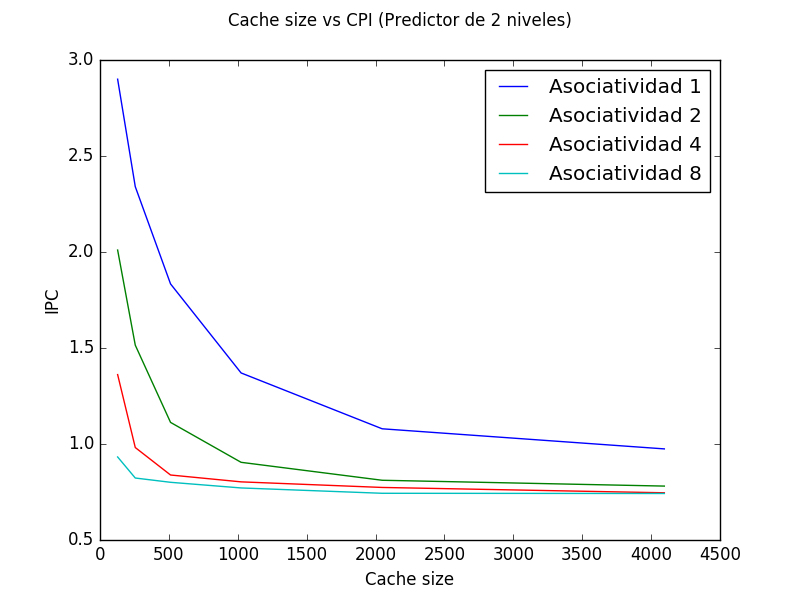 Cache size vs CPI (Predictor de 2 niveles)
3.0
2.5
2.0
1.5
1.0
0.5
IPC
Asociatividad 1
Asociatividad 2
Asociatividad 4
Asociatividad 8
0 500 1000 1500 2000 2500 3000 3500 4000 4500
Cache size